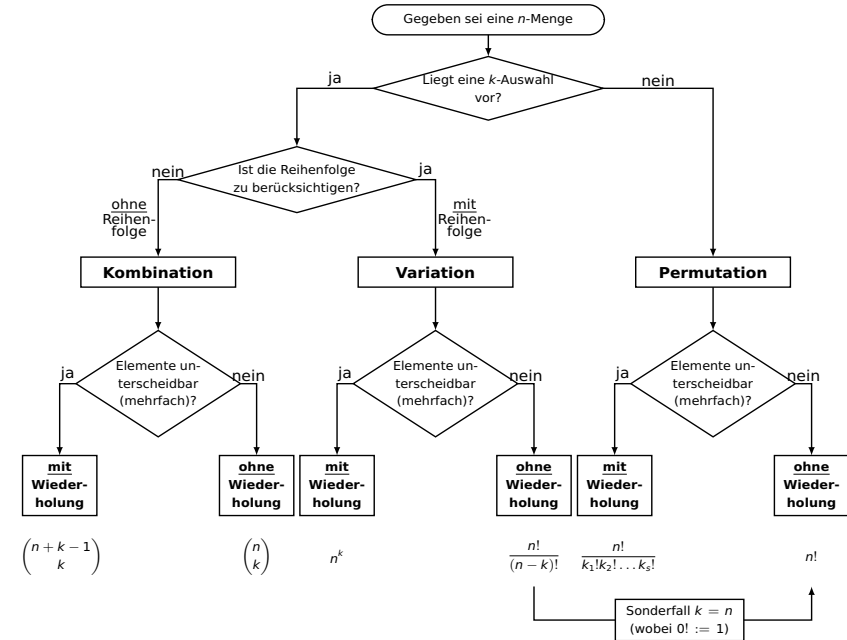 Gegeben sei eine n-Menge
Liegt eine k-Auswahl
vor?
ja
nein
Ist die Reihenfolge
zu berücksichtigen?
nein
ja
ohne
Reihen-
folge
mit
Reihen-
folge
Kombination
Variation
Permutation
Elemente un-
terscheidbar
(mehrfach)?
ja
nein
Elemente un-
terscheidbar
(mehrfach)?
ja
nein
Elemente un-
terscheidbar
(mehrfach)?
ja
nein
mit
Wieder-
holung
ohne
Wieder-
holung
mit
Wieder-
holung
ohne
Wieder-
holung
mit
Wieder-
holung
ohne
Wieder-
holung
(n + k − 1
k)
(n
k)
n^k
n!
(n − k)!
n!
k₁!k₂! . . . kₛ!
n!
Sonderfall k = n
(wobei 0! := 1)